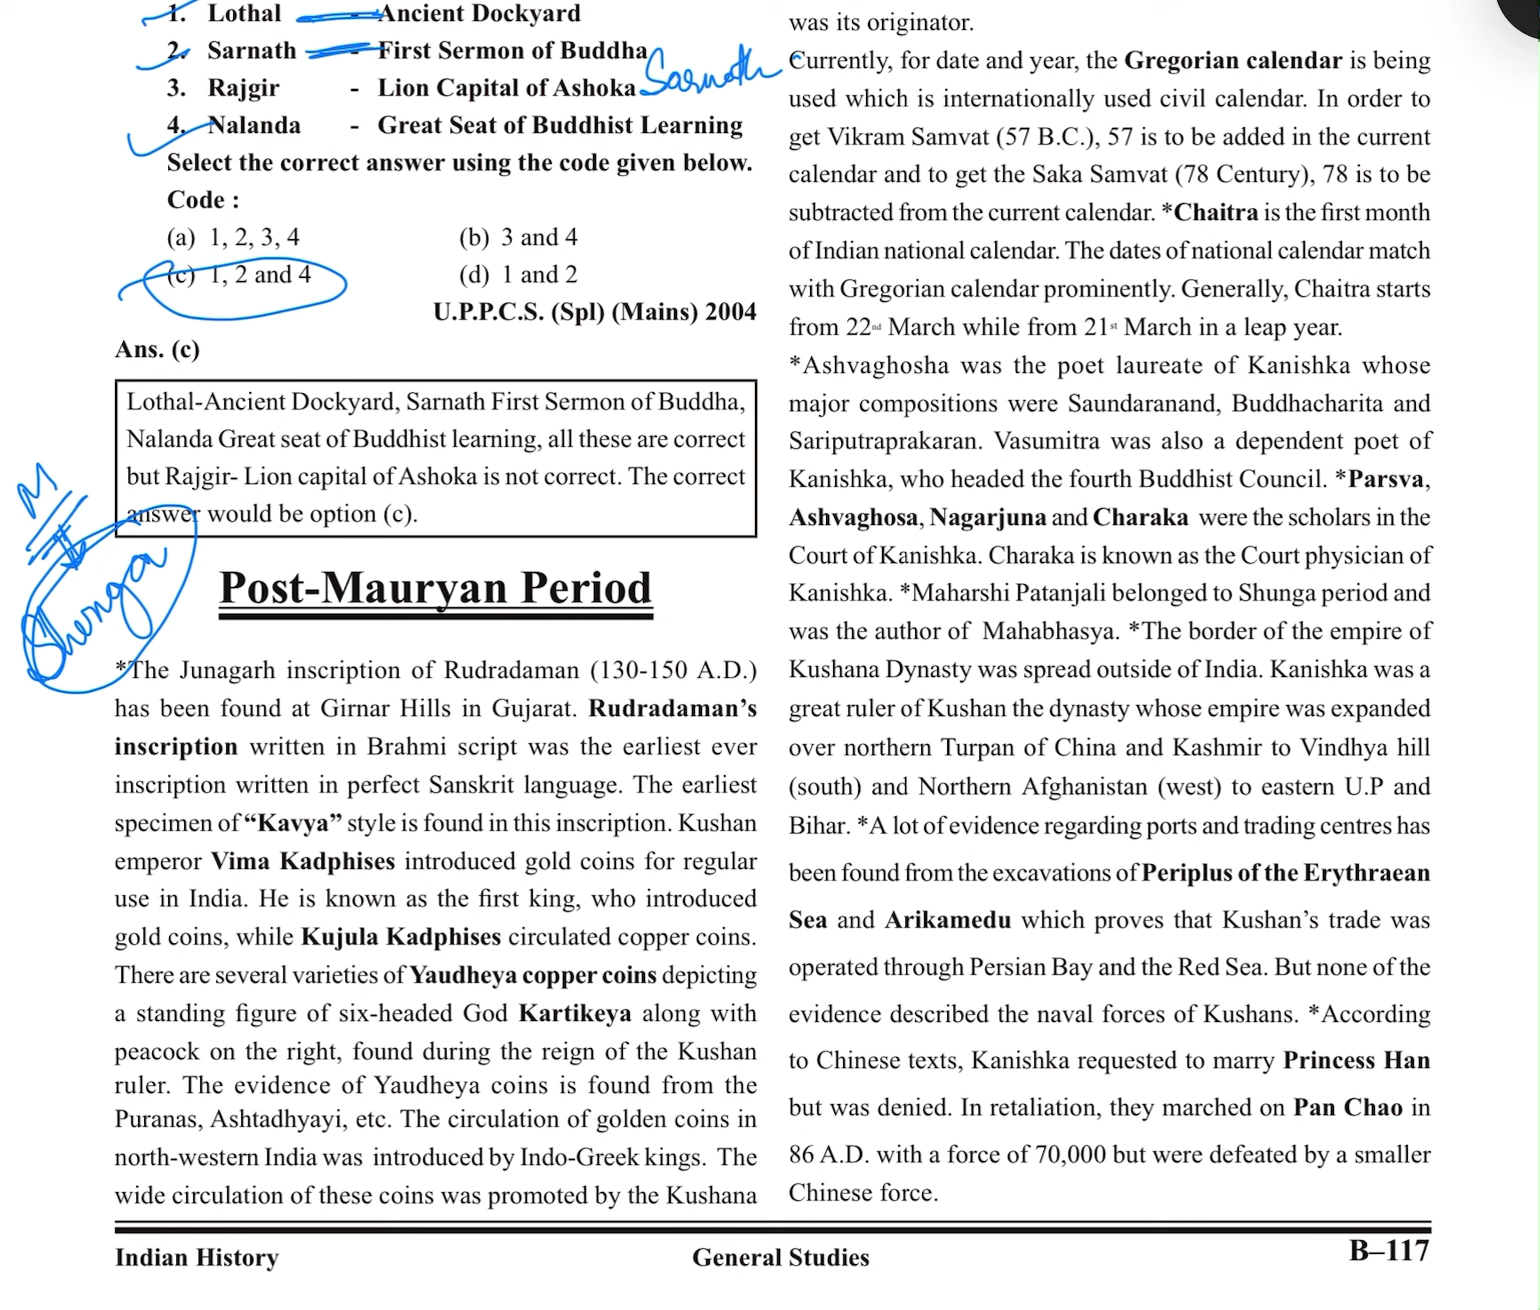 1. Lothal - Ancient Dockyard
2. Sarnath - First Sermon of Buddha
3. Rajgir - Lion Capital of Ashoka Sarnath
4. Nalanda - Great Seat of Buddhist Learning
Select the correct answer using the code given below.
Code :
(a) 1, 2, 3, 4 (b) 3 and 4
(c) 1, 2 and 4 (d) 1 and 2
U.P.P.C.S. (Spl) (Mains) 2004
Ans. (c)
Lothal-Ancient Dockyard, Sarnath First Sermon of Buddha,
Nalanda Great seat of Buddhist learning, all these are correct
but Rajgir- Lion capital of Ashoka is not correct. The correct
answer would be option (c).
M
Shunga
Post-Mauryan Period
*The Junagarh inscription of Rudradaman (130-150 A.D.)
has been found at Girnar Hills in Gujarat. Rudradaman’s
inscription written in Brahmi script was the earliest ever
inscription written in perfect Sanskrit language. The earliest
specimen of “Kavya” style is found in this inscription. Kushan
emperor Vima Kadphises introduced gold coins for regular
use in India. He is known as the first king, who introduced
gold coins, while Kujula Kadphises circulated copper coins.
There are several varieties of Yaudheya copper coins depicting
a standing figure of six-headed God Kartikeya along with
peacock on the right, found during the reign of the Kushan
ruler. The evidence of Yaudheya coins is found from the
Puranas, Ashtadhyayi, etc. The circulation of golden coins in
north-western India was introduced by Indo-Greek kings. The
wide circulation of these coins was promoted by the Kushana
was its originator.
Currently, for date and year, the Gregorian calendar is being
used which is internationally used civil calendar. In order to
get Vikram Samvat (57 B.C.), 57 is to be added in the current
calendar and to get the Saka Samvat (78 Century), 78 is to be
subtracted from the current calendar. *Chaitra is the first month
of Indian national calendar. The dates of national calendar match
with Gregorian calendar prominently. Generally, Chaitra starts
from 22nd March while from 21st March in a leap year.
*Ashvaghosha was the poet laureate of Kanishka whose
major compositions were Saundaranand, Buddhacharita and
Sariputraprakaran. Vasumitra was also a dependent poet of
Kanishka, who headed the fourth Buddhist Council. *Parsva,
Ashvaghosa, Nagarjuna and Charaka were the scholars in the
Court of Kanishka. Charaka is known as the Court physician of
Kanishka. *Maharshi Patanjali belonged to Shunga period and
was the author of Mahabhasya. *The border of the empire of
Kushana Dynasty was spread outside of India. Kanishka was a
great ruler of Kushan the dynasty whose empire was expanded
over northern Turpan of China and Kashmir to Vindhya hill
(south) and Northern Afghanistan (west) to eastern U.P and
Bihar. *A lot of evidence regarding ports and trading centres has
been found from the excavations of Periplus of the Erythraean
Sea and Arikamedu which proves that Kushan’s trade was
operated through Persian Bay and the Red Sea. But none of the
evidence described the naval forces of Kushans. *According
to Chinese texts, Kanishka requested to marry Princess Han
but was denied. In retaliation, they marched on Pan Chao in
86 A.D. with a force of 70,000 but were defeated by a smaller
Chinese force.
Indian History General Studies B–117